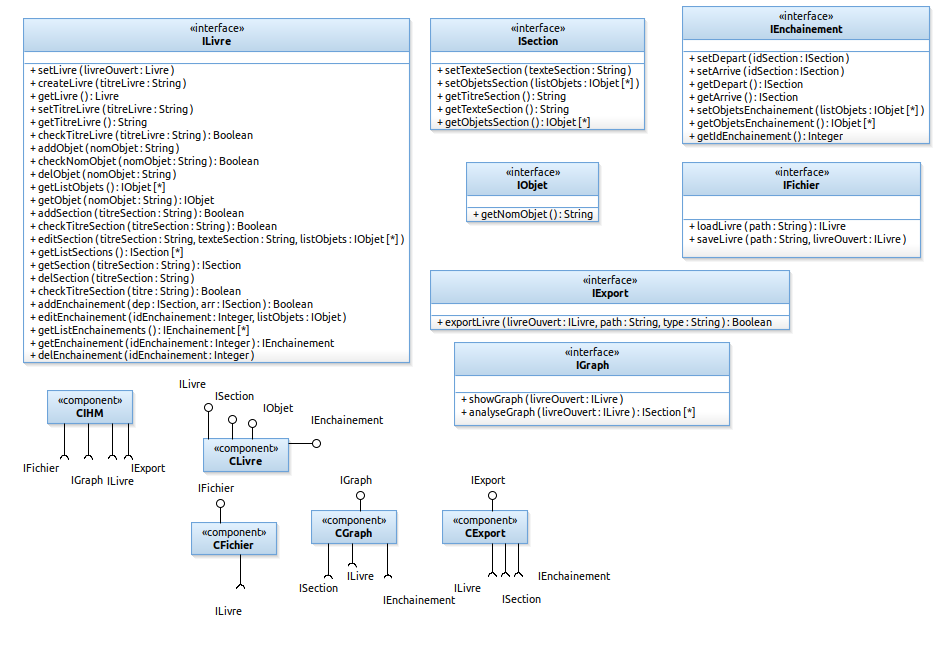 «interface»
ILivre
+ setLivre (livreOuvert : Livre)
+ createLivre (titreLivre : String)
+ getLivre () : Livre
+ setTitreLivre (titreLivre : String)
+ getTitreLivre () : String
+ checkTitreLivre (titreLivre : String) : Boolean
+ addObjet (nomObjet : String)
+ checkNomObjet (nomObjet : String) : Boolean
+ delObjet (nomObjet : String)
+ getListObjets () : IObjet [*]
+ getObjet (nomObjet : String) : IObjet
+ addSection (titreSection : String) : Boolean
+ checkTitreSection (titreSection : String) : Boolean
+ editSection (titreSection : String, texteSection : String, listObjets : IObjet [*] )
+ getListSections () : ISection [*]
+ getSection (titreSection : String) : ISection
+ delSection (titreSection : String)
+ checkTitreSection (titre : String) : Boolean
+ addEnchainement (dep : ISection, arr : ISection) : Boolean
+ editEnchainement (idEnchainement : Integer, listObjets : IObjet)
+ getListEnchainements () : IEnchainement [*]
+ getEnchainement (idEnchainement : Integer) : IEnchainement
+ delEnchainement (idEnchainement : Integer)
«interface»
ISection
+ setTexteSection (texteSection : String)
+ setObjetsSection (listObjets : IObjet [*] )
+ getTitreSection () : String
+ getTexteSection () : String
+ getObjetsSection () : IObjet [*]
«interface»
IEnchainement
+ setDepart (idSection : ISection)
+ setArrive (idSection : ISection)
+ getDepart () : ISection
+ getArrive () : ISection
+ setObjetsEnchainement (listObjets : IObjet [*] )
+ getObjetsEnchainement () : IObjet [*]
+ getIdEnchainement () : Integer
«interface»
IObjet
+ getNomObjet () : String
«interface»
IFichier
+ loadLivre (path : String) : ILivre
+ saveLivre (path : String, livreOuvert : ILivre)
«interface»
IExport
+ exportLivre (livreOuvert : ILivre, path : String, type : String) : Boolean
«interface»
IGraph
+ showGraph (livreOuvert : ILivre)
+ analyseGraph (livreOuvert : ILivre) : ISection [*]
«component»
CIHM
IFichier
IGraph
ILivre
IExport
ILivre
ISection
IObjet
IEnchainement
«component»
CLivre
IFichier
«component»
CFichier
ILivre
IGraph
«component»
CGraph
ISection
ILivre
IEnchainement
IExport
«component»
CExport
ILivre
ISection
IEnchainement